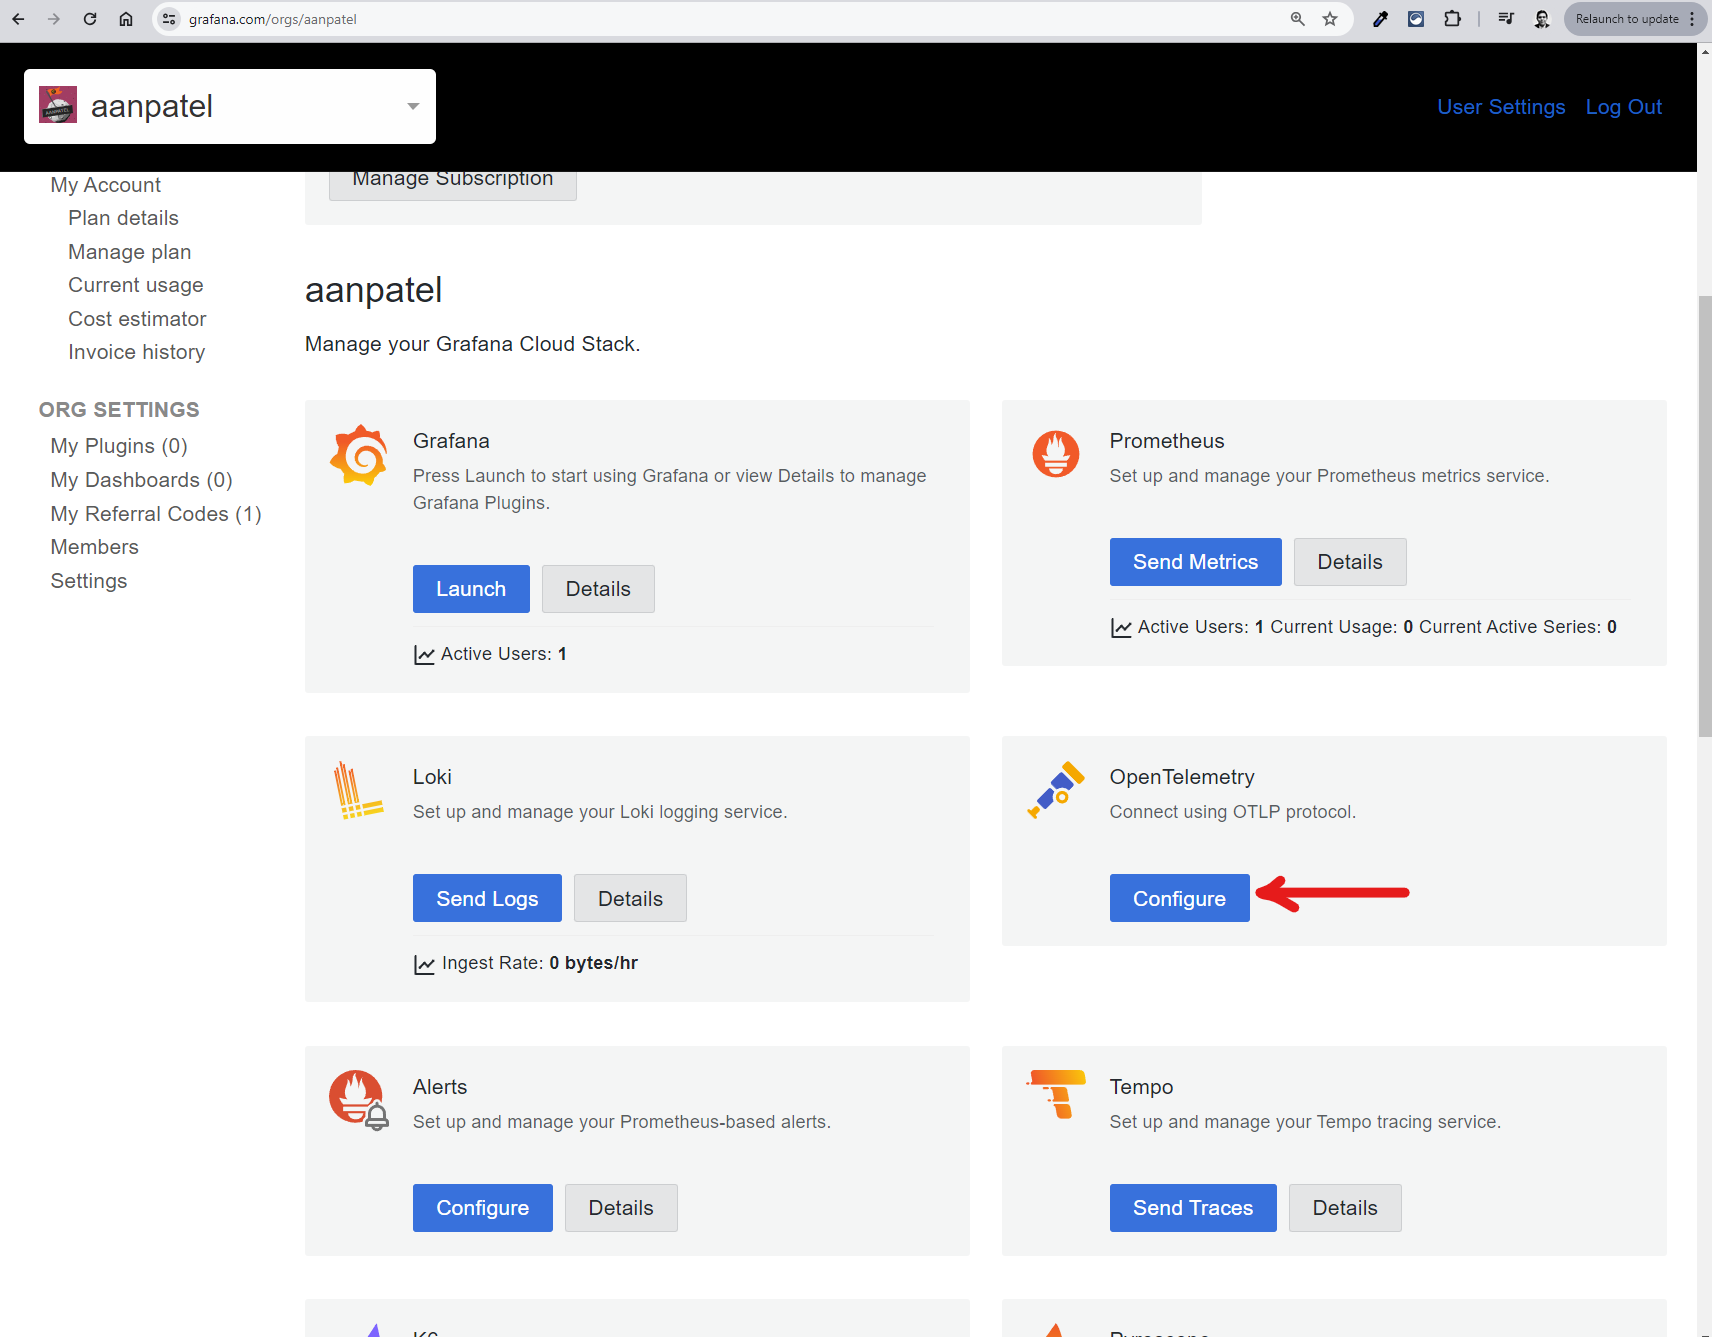 grafana.com/orgs/aanpatel
Relaunch to update
aanpatel
User Settings
Log Out
My Account
Plan details
Manage plan
Current usage
Cost estimator
Invoice history
ORG SETTINGS
My Plugins (0)
My Dashboards (0)
My Referral Codes (1)
Members
Settings
Manage Subscription
aanpatel
Manage your Grafana Cloud Stack.
Grafana
Press Launch to start using Grafana or view Details to manage
Grafana Plugins.
Launch
Details
Active Users: 1
Prometheus
Set up and manage your Prometheus metrics service.
Send Metrics
Details
Active Users: 1 Current Usage: 0 Current Active Series: 0
Loki
Set up and manage your Loki logging service.
Send Logs
Details
Ingest Rate: 0 bytes/hr
OpenTelemetry
Connect using OTLP protocol.
Configure
Alerts
Set up and manage your Prometheus-based alerts.
Configure
Details
Tempo
Set up and manage your Tempo tracing service.
Send Traces
Details
K6
Pyroscope